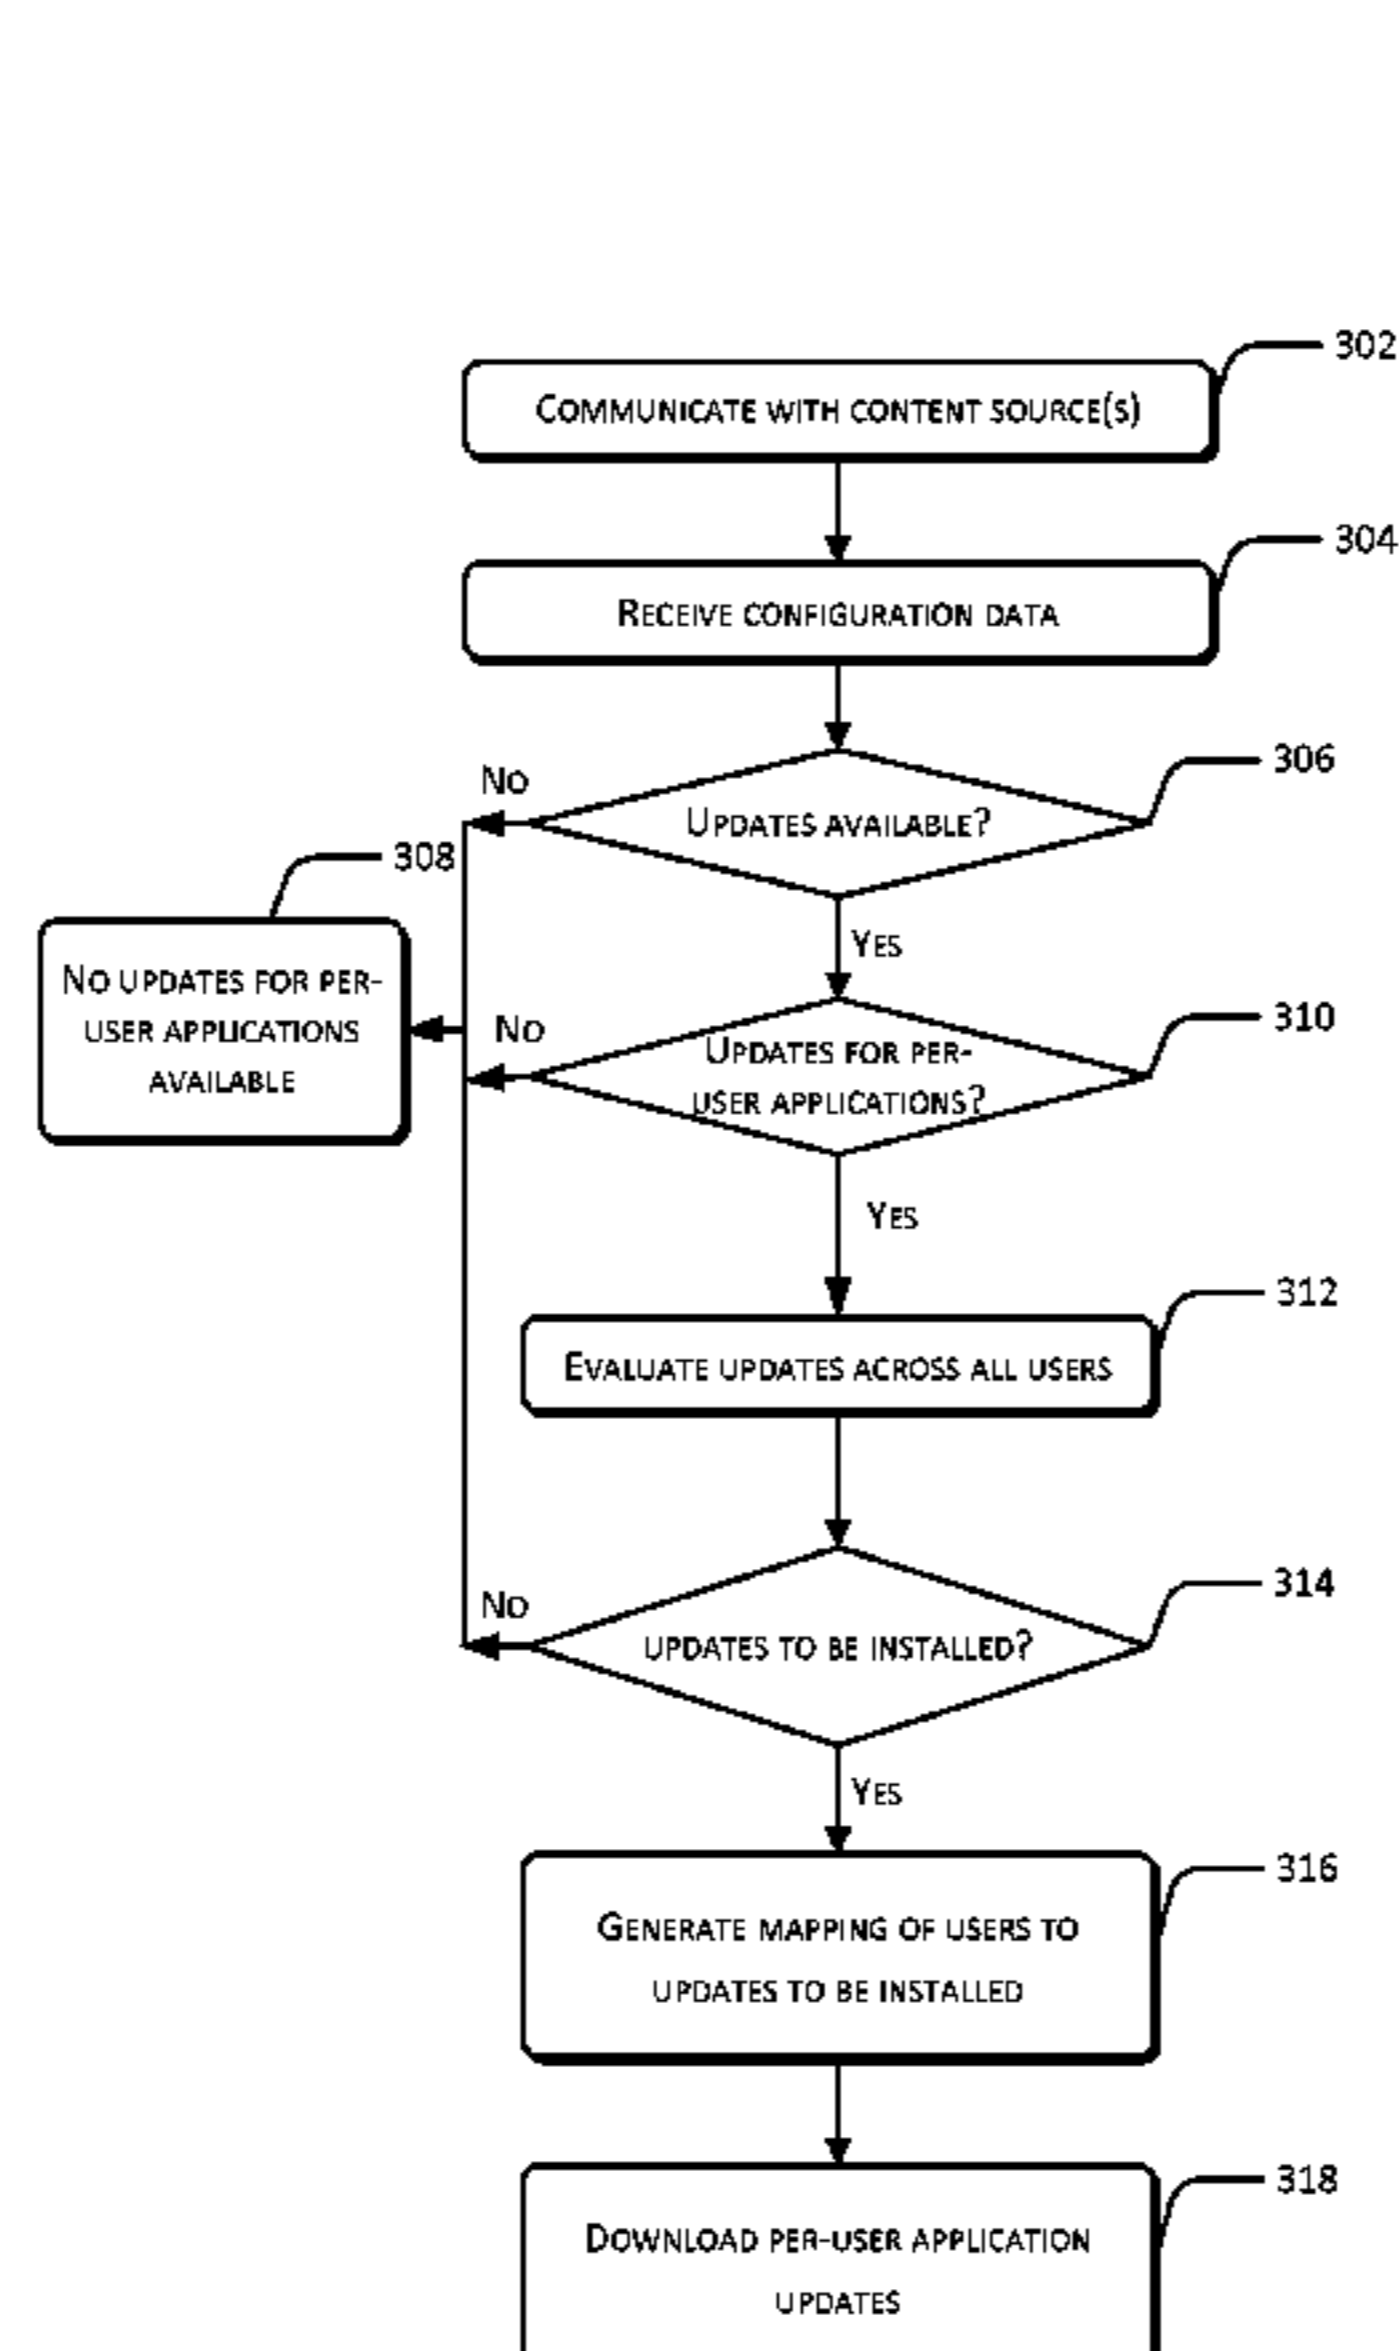 302
COMMUNICATE WITH CONTENT SOURCE(S)
304
RECEIVE CONFIGURATION DATA
306
NO
UPDATES AVAILABLE?
308
YES
NO UPDATES FOR PER-
USER APPLICATIONS
AVAILABLE
310
NO
UPDATES FOR PER-
USER APPLICATIONS?
YES
312
EVALUATE UPDATES ACROSS ALL USERS
314
NO
UPDATES TO BE INSTALLED?
YES
316
GENERATE MAPPING OF USERS TO
UPDATES TO BE INSTALLED
318
DOWNLOAD PER-USER APPLICATION
UPDATES